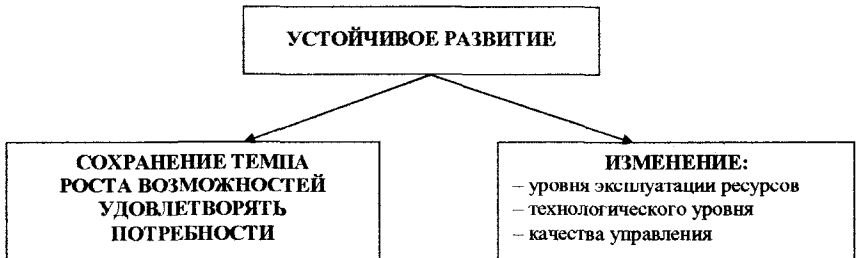 УСТОЙЧИВОЕ РАЗВИТИЕ
СОХРАНЕНИЕ ТЕМПА
РОСТА ВОЗМОЖНОСТЕЙ
УДОВЛЕТВОРЯТЬ
ПОТРЕБНОСТИ
ИЗМЕНЕНИЕ:
– уровня эксплуатации ресурсов
– технологического уровня
– качества управления